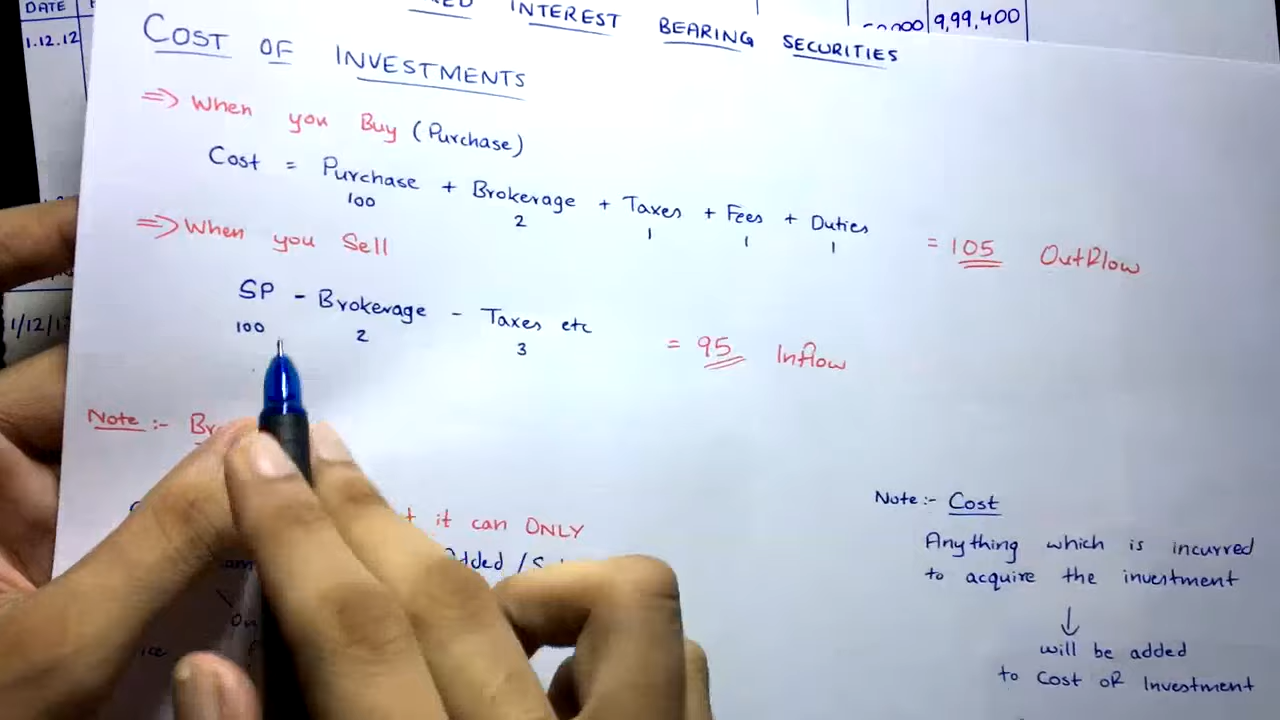 DATE
1.12.12
9,99,400
INTEREST BEARING SECURITIES
COST OF INVESTMENTS
⇒ When you Buy (Purchase)
Cost = Purchase + Brokerage + Taxes + Fees + Duties
100 2 1 1 1
= 105 Outflow
⇒ When you Sell
SP - Brokerage - Taxes etc
100 2 3
= 95 Inflow
1/12/1
Note :-
it can ONLY
Note :- Cost
Anything which is incurred
to acquire the investment
↓
will be added
to Cost of Investment